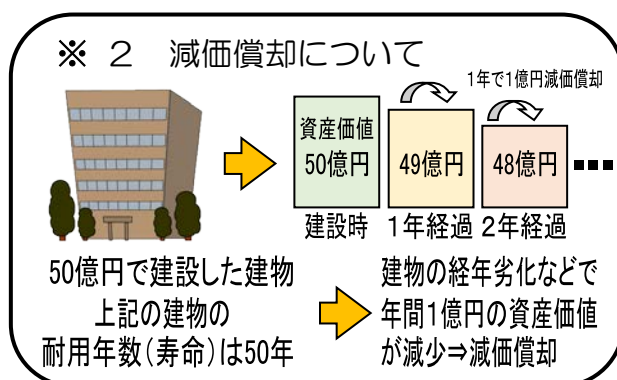 ※２　減価償却について
1年で1億円減価償却
資産価値
50億円
49億円
48億円
建設時
1年経過
2年経過
50億円で建設した建物
上記の建物の
耐用年数(寿命)は50年
建物の経年劣化などで
年間1億円の資産価値
が減少⇒減価償却